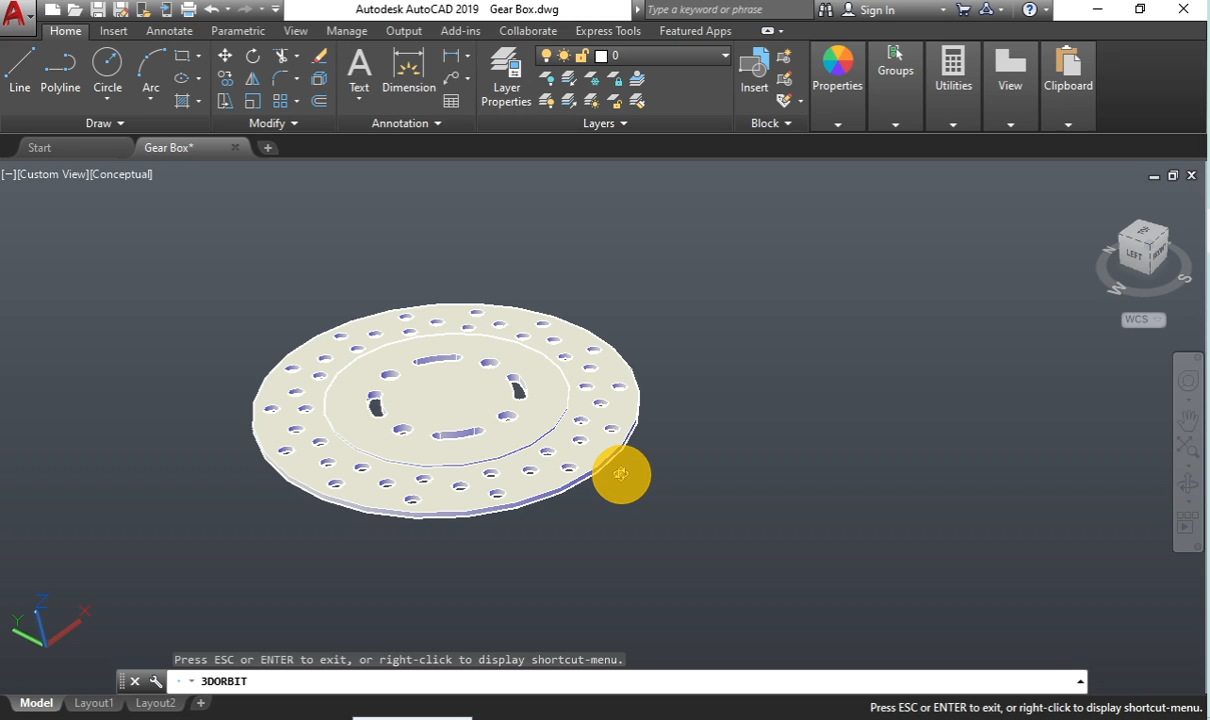 Autodesk AutoCAD 2019 Gear Box.dwg
Type a keyword or phrase
Sign In
Home Insert Annotate Parametric View Manage Output Add-ins Collaborate Express Tools Featured Apps
0
Line Polyline Circle Arc
Text Dimension
Layer
Properties
Insert
Properties
Groups
Utilities
View
Clipboard
Draw
Modify
Annotation
Layers
Block
Start
Gear Box*
[−][Custom View][Conceptual]
TOP
LEFT
N
W
S
WCS
Z
Y
X
Press ESC or ENTER to exit, or right-click to display shortcut-menu.
3DORBIT
Model Layout1 Layout2
Press ESC or ENTER to exit, or right-click to display shortcut-menu.